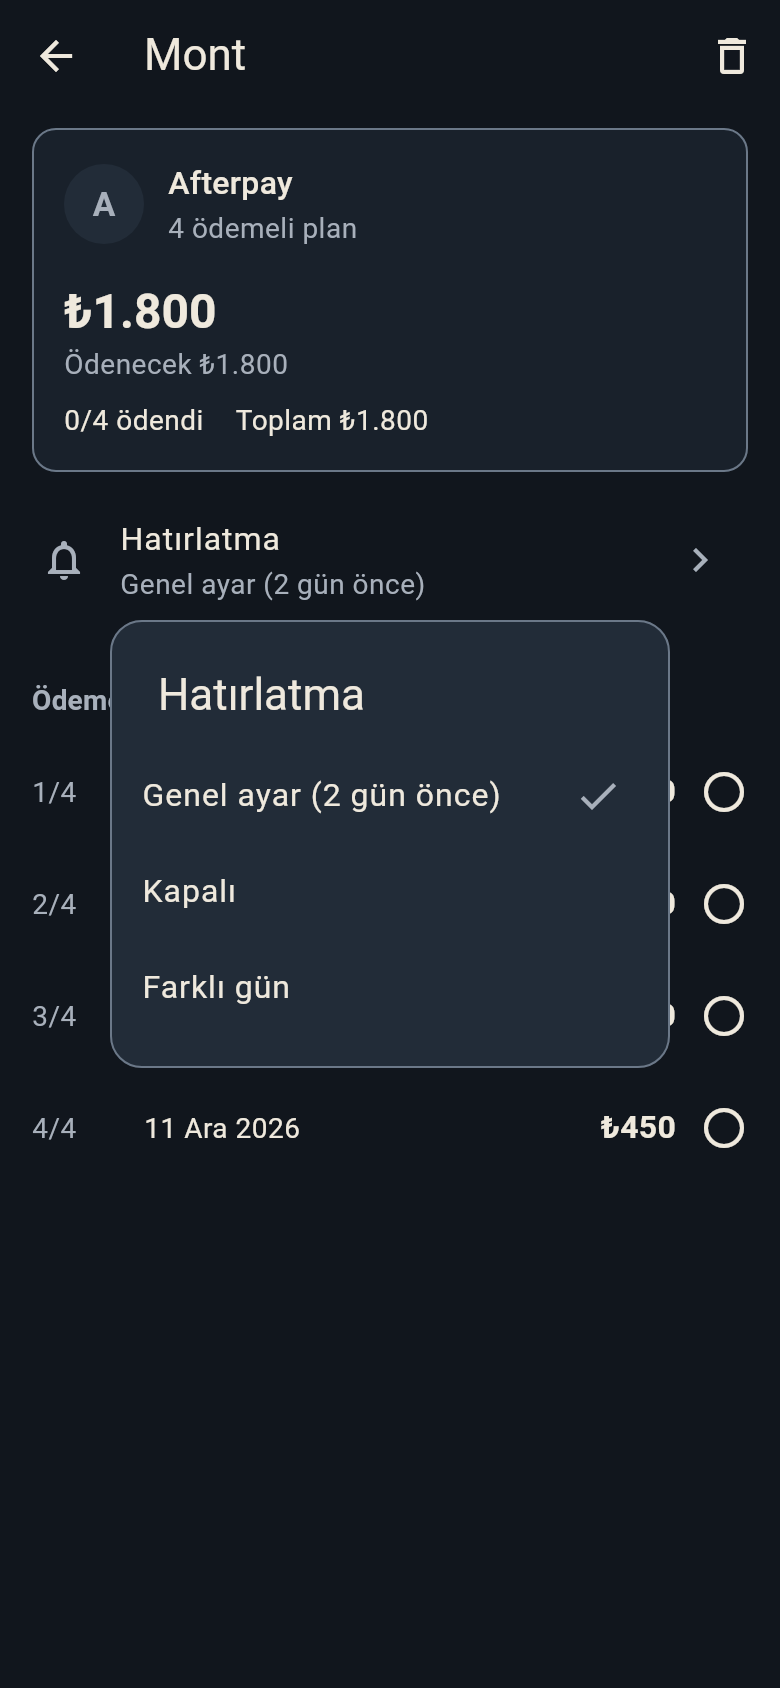 Mont
A
Afterpay
4 ödemeli plan
₺1.800
Ödenecek ₺1.800
0/4 ödendi Toplam ₺1.800
Hatırlatma
Genel ayar (2 gün önce)
Hatırlatma
Genel ayar (2 gün önce)
Kapalı
Farklı gün
1/4
2/4
3/4
4/4 11 Ara 2026 ₺450